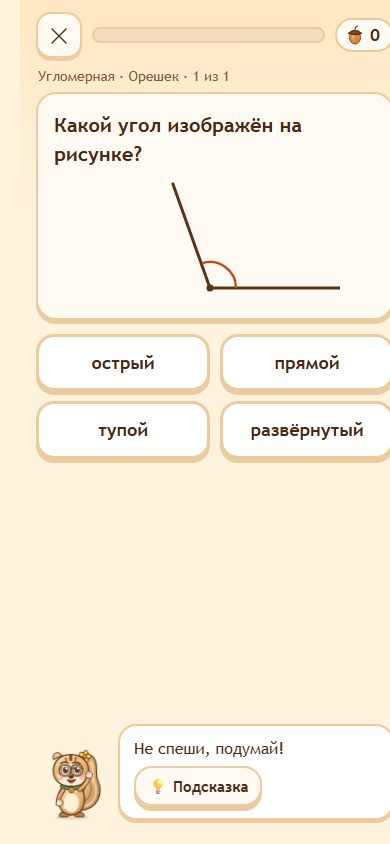 0
Угломерная · Орешек · 1 из 1
Какой угол изображён на
рисунке?
острый
прямой
тупой
развёрнутый
Не спеши, подумай!
Подсказка